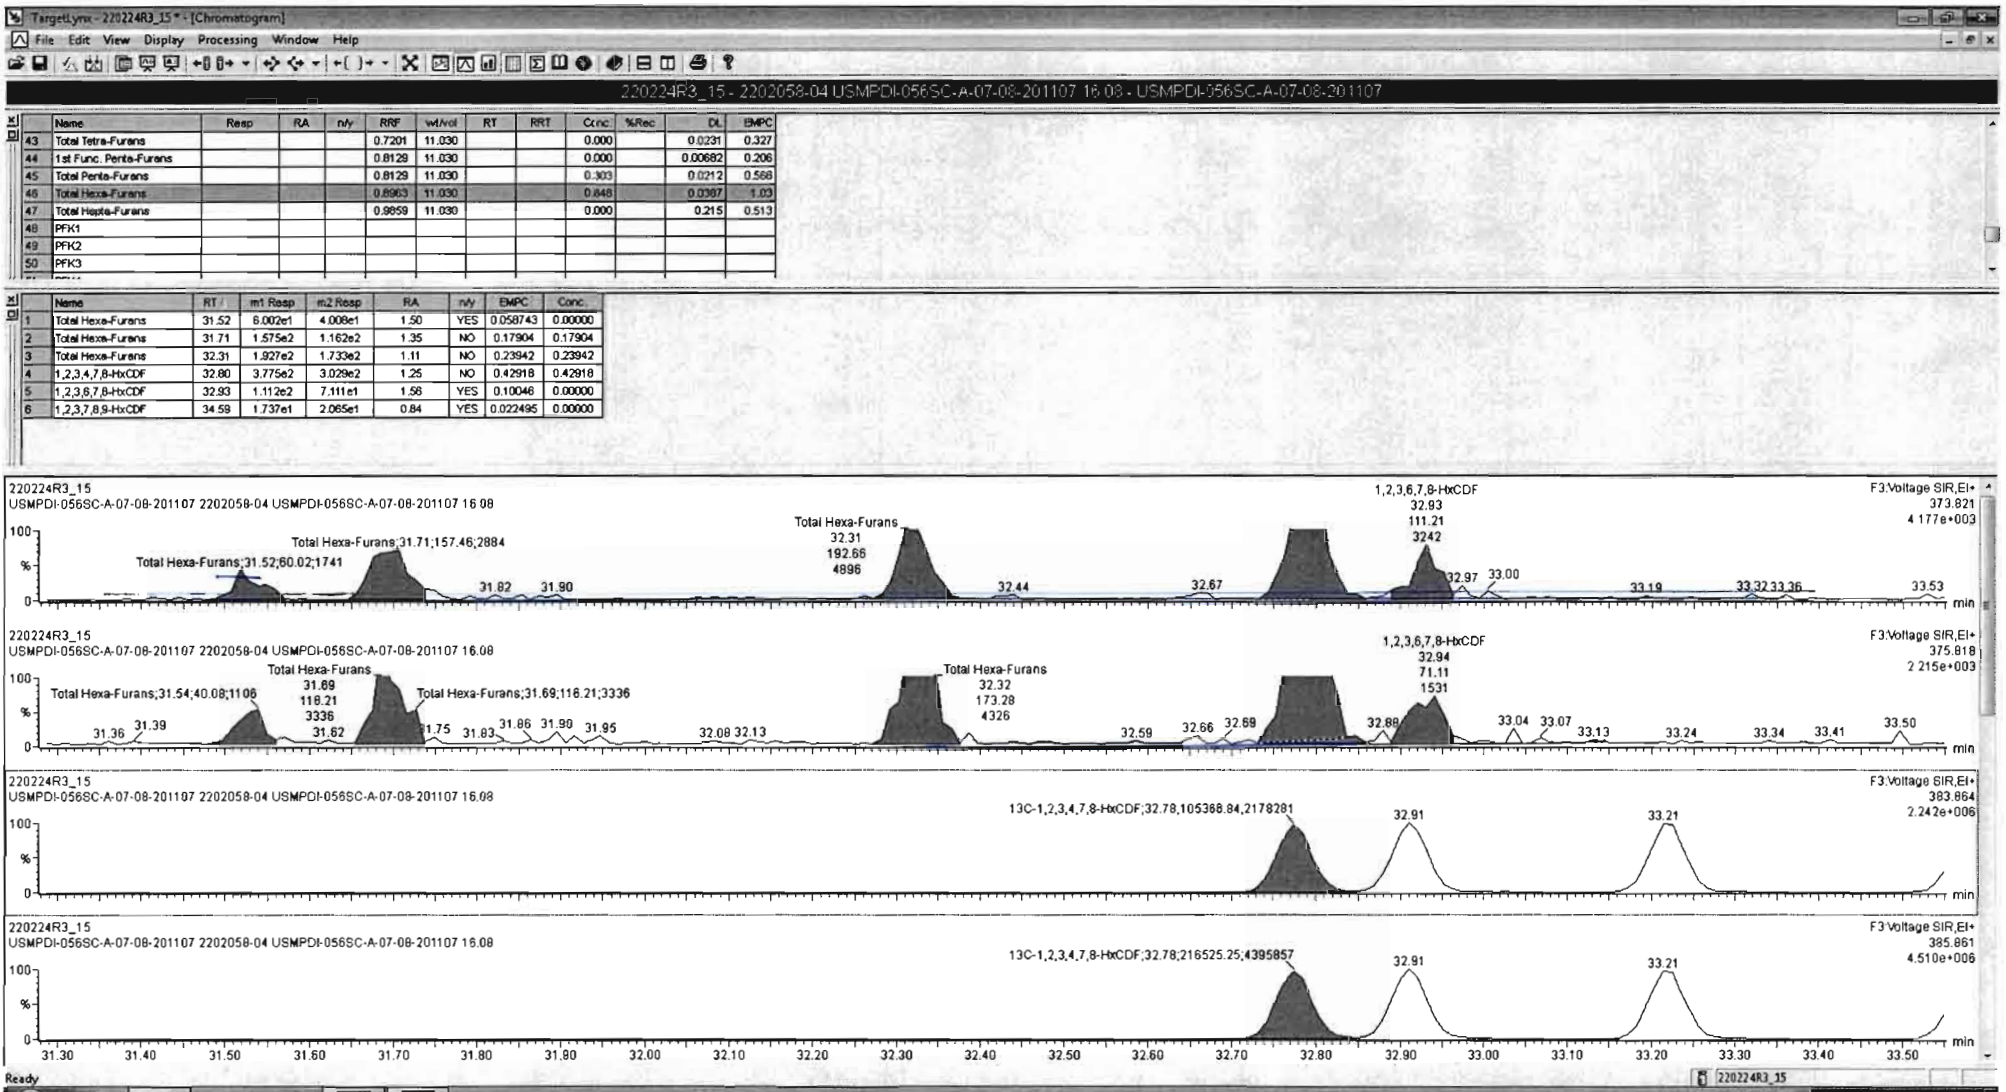 TargetLynx - 220224R3_15 * - [Chromatogram]
File Edit View Display Processing Window Help
220224R3_15 - 2202058-04 USMPDI-056SC-A-07-08-201107 16.08 - USMPDI-056SC-A-07-08-201107
Name Resp RA n/y RRF wt/vol RT RRT Conc. %Rec DL EMPC
43 Total Tetra-Furans 0.7201 11.030 0.000 0.0231 0.327
44 1st Func. Penta-Furans 0.8129 11.030 0.000 0.00682 0.206
45 Total Penta-Furans 0.8129 11.030 0.303 0.0212 0.566
46 Total Hexa-Furans 0.8963 11.030 0.848 0.0387 1.03
47 Total Hepta-Furans 0.9859 11.030 0.000 0.215 0.513
48 PFK1
49 PFK2
50 PFK3
Name RT m1 Resp m2 Resp RA n/y EMPC Conc.
1 Total Hexa-Furans 31.52 6.002e1 4.008e1 1.50 YES 0.058743 0.00000
2 Total Hexa-Furans 31.71 1.575e2 1.162e2 1.35 NO 0.17904 0.17904
3 Total Hexa-Furans 32.31 1.927e2 1.733e2 1.11 NO 0.23942 0.23942
4 1,2,3,4,7,8-HxCDF 32.80 3.775e2 3.029e2 1.25 NO 0.42918 0.42918
5 1,2,3,6,7,8-HxCDF 32.93 1.112e2 7.111e1 1.56 YES 0.10046 0.00000
6 1,2,3,7,8,9-HxCDF 34.59 1.737e1 2.065e1 0.84 YES 0.022495 0.00000
220224R3_15
USMPDI-056SC-A-07-08-201107 2202058-04 USMPDI-056SC-A-07-08-201107 16.08
F3:Voltage SIR,EI+
373.821
4.177e+003
1,2,3,6,7,8-HxCDF
32.93
111.21
3242
Total Hexa-Furans
32.31
192.66
4896
Total Hexa-Furans;31.71;157.46;2884
Total Hexa-Furans;31.52;60.02;1741
100
%
0
31.82 31.90 32.44 32.67 32.97 33.00 33.19 33.32 33.36 33.53
min
220224R3_15
USMPDI-056SC-A-07-08-201107 2202058-04 USMPDI-056SC-A-07-08-201107 16.08
F3:Voltage SIR,EI+
375.818
2.215e+003
1,2,3,6,7,8-HxCDF
32.94
71.11
1531
Total Hexa-Furans
31.69
116.21
3336
Total Hexa-Furans
32.32
173.28
4326
Total Hexa-Furans;31.54;40.08;1106
Total Hexa-Furans;31.69;116.21;3336
100
%
0
31.36 31.39 31.62 31.75 31.83 31.86 31.90 31.95 32.08 32.13 32.59 32.66 32.69 32.88 33.04 33.07 33.13 33.24 33.34 33.41 33.50
min
220224R3_15
USMPDI-056SC-A-07-08-201107 2202058-04 USMPDI-056SC-A-07-08-201107 16.08
F3:Voltage SIR,EI+
383.864
2.242e+006
13C-1,2,3,4,7,8-HxCDF;32.78;105368.84;2178281
32.91 33.21
100
%
0
min
220224R3_15
USMPDI-056SC-A-07-08-201107 2202058-04 USMPDI-056SC-A-07-08-201107 16.08
F3:Voltage SIR,EI+
385.861
4.510e+006
13C-1,2,3,4,7,8-HxCDF;32.78;216525.25;4395857
32.91 33.21
100
%
0
min
31.30 31.40 31.50 31.60 31.70 31.80 31.90 32.00 32.10 32.20 32.30 32.40 32.50 32.60 32.70 32.80 32.90 33.00 33.10 33.20 33.30 33.40 33.50
Ready
220224R3_15